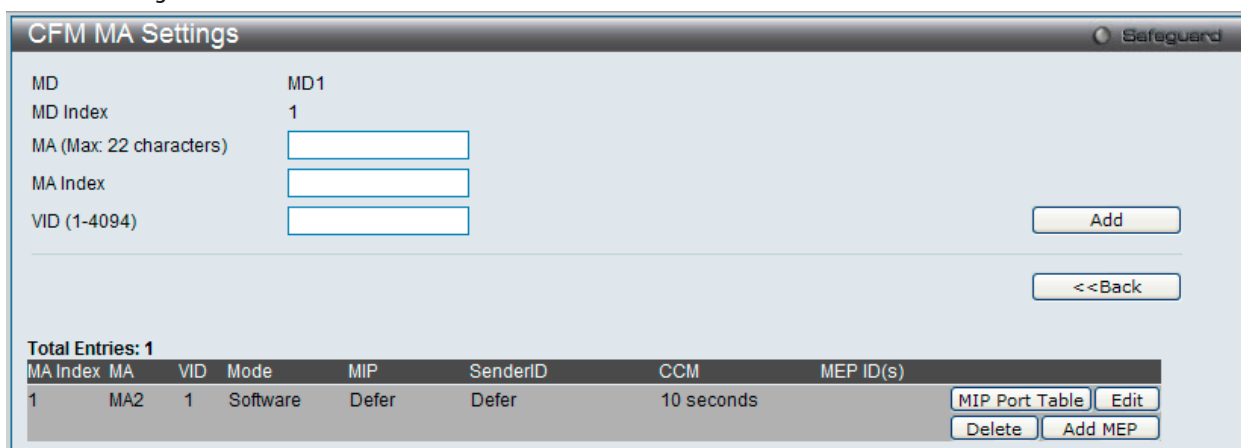 CFM MA Settings Safeguard
MD MD1
MD Index 1
MA (Max: 22 characters)
MA Index
VID (1-4094) Add
<<Back
Total Entries: 1
MA Index MA VID Mode MIP SenderID CCM MEP ID(s)
1 MA2 1 Software Defer Defer 10 seconds MIP Port Table Edit
Delete Add MEP